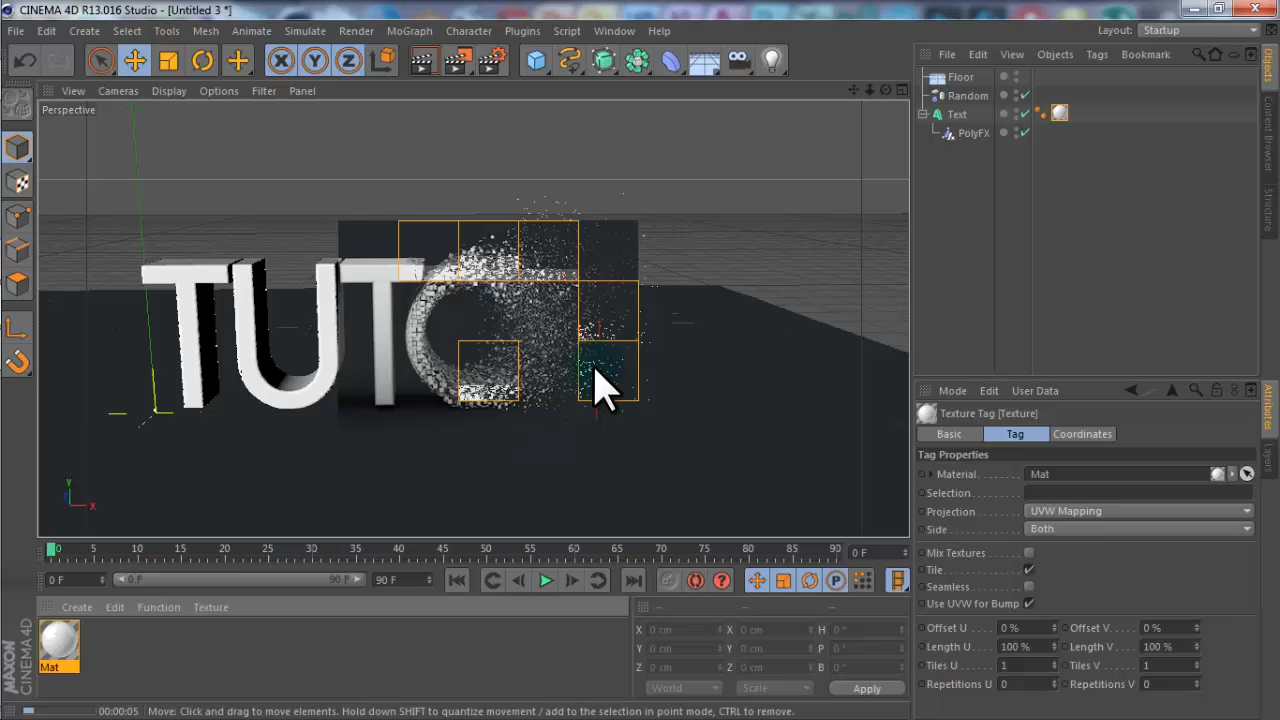 CINEMA 4D R13.016 Studio - [Untitled 3 *]
File Edit Create Select Tools Mesh Animate Simulate Render MoGraph Character Plugins Script Window Help Layout: Startup
File Edit View Objects Tags Bookmark
View Cameras Display Options Filter Panel
Perspective
Floor
Random
Text
PolyFX
Objects
Content Browser
Structure
TUTO
Y
X
Mode Edit User Data
Texture Tag [Texture]
Basic Tag Coordinates
Tag Properties
Material Mat
Selection
Projection UVW Mapping
Side Both
Mix Textures
Tile
Seamless
Use UVW for Bump
Offset U 0 % Offset V 0 %
Length U 100 % Length V 100 %
Tiles U 1 Tiles V 1
Repetitions U 0 Repetitions V 0
Attributes
Layers
0 5 10 15 20 25 30 35 40 45 50 55 60 65 70 75 80 85 90 0 F
0 F 0 F 90 F 90 F
Create Edit Function Texture
Mat
-- -- --
X 0 cm X 0 cm H 0 °
Y 0 cm Y 0 cm P 0 °
Z 0 cm Z 0 cm B 0 °
World Scale Apply
MAXON CINEMA 4D
00:00:05 Move: Click and drag to move elements. Hold down SHIFT to quantize movement / add to the selection in point mode, CTRL to remove.